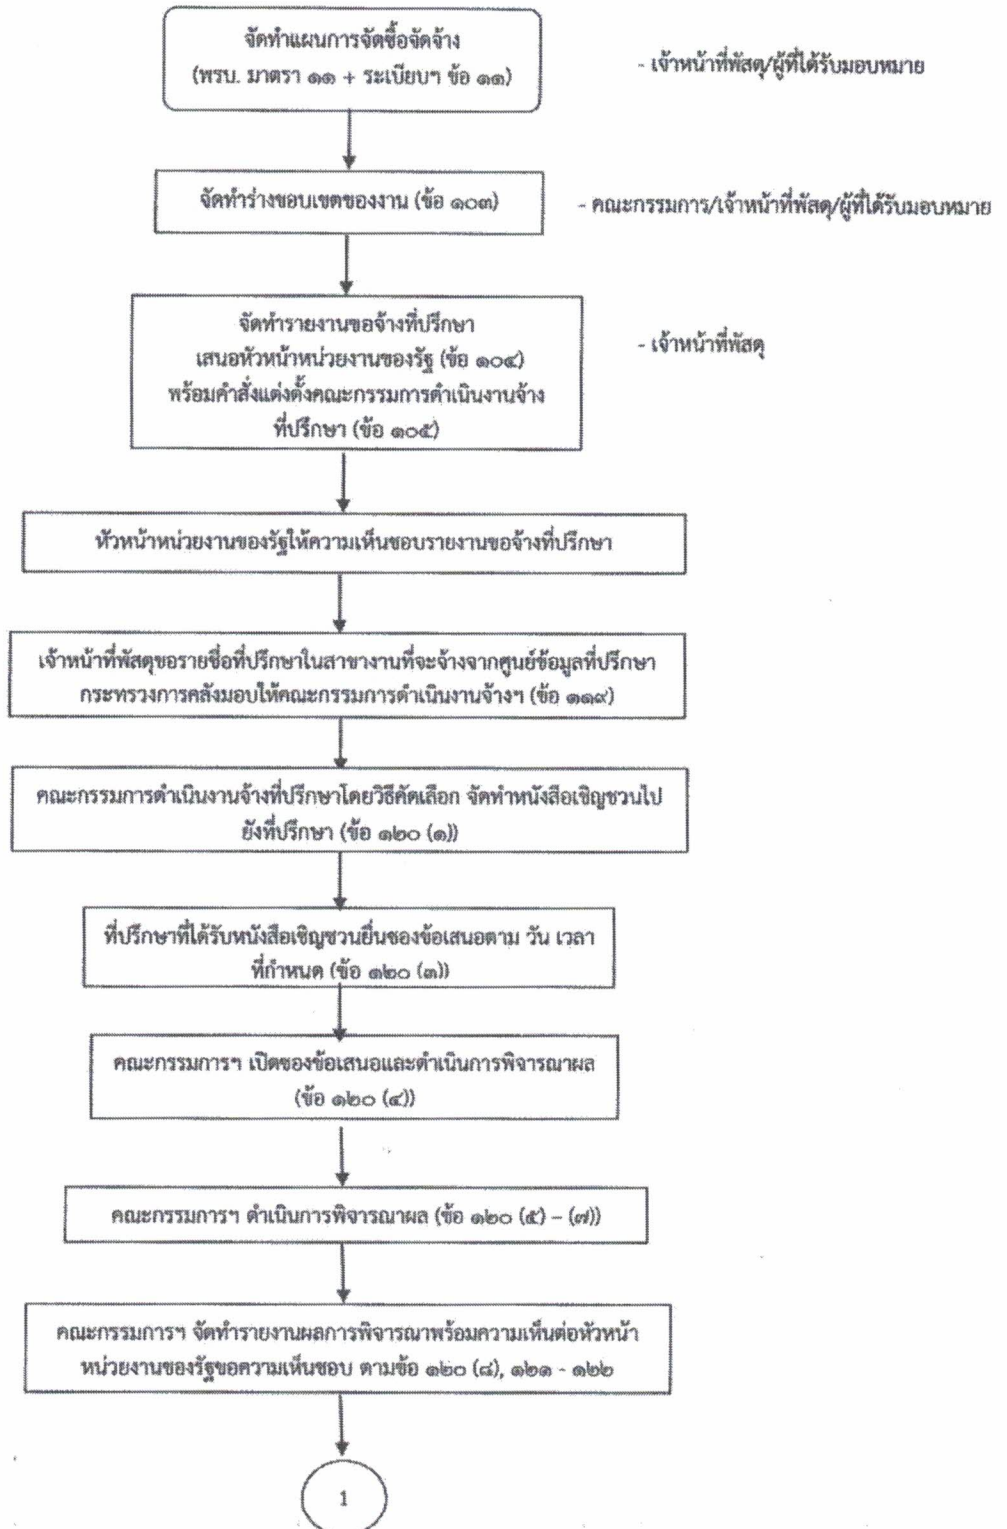 จัดทำแผนการจัดซื้อจัดจ้าง
(พรบ. มาตรา ๑๑ + ระเบียบฯ ข้อ ๑๑)
- เจ้าหน้าที่พัสดุ/ผู้ที่ได้รับมอบหมาย
จัดทำร่างขอบเขตของงาน (ข้อ ๑๐๓)
- คณะกรรมการ/เจ้าหน้าที่พัสดุ/ผู้ที่ได้รับมอบหมาย
จัดทำรายงานขอจ้างที่ปรึกษา
เสนอหัวหน้าหน่วยงานของรัฐ (ข้อ ๑๐๔)
พร้อมคำสั่งแต่งตั้งคณะกรรมการดำเนินงานจ้าง
ที่ปรึกษา (ข้อ ๑๐๕)
- เจ้าหน้าที่พัสดุ
หัวหน้าหน่วยงานของรัฐให้ความเห็นชอบรายงานขอจ้างที่ปรึกษา
เจ้าหน้าที่พัสดุขอรายชื่อที่ปรึกษาในสาขางานที่จะจ้างจากศูนย์ข้อมูลที่ปรึกษา
กระทรวงการคลังมอบให้คณะกรรมการดำเนินงานจ้างฯ (ข้อ ๑๑๙)
คณะกรรมการดำเนินงานจ้างที่ปรึกษาโดยวิธีคัดเลือก จัดทำหนังสือเชิญชวนไป
ยังที่ปรึกษา (ข้อ ๑๒๐ (๑))
ที่ปรึกษาที่ได้รับหนังสือเชิญชวนยื่นซองข้อเสนอตาม วัน เวลา
ที่กำหนด (ข้อ ๑๒๐ (๓))
คณะกรรมการฯ เปิดซองข้อเสนอและดำเนินการพิจารณาผล
(ข้อ ๑๒๐ (๔))
คณะกรรมการฯ ดำเนินการพิจารณาผล (ข้อ ๑๒๐ (๕) – (๗))
คณะกรรมการฯ จัดทำรายงานผลการพิจารณาพร้อมความเห็นต่อหัวหน้า
หน่วยงานของรัฐขอความเห็นชอบ ตามข้อ ๑๒๐ (๘), ๑๒๑ - ๑๒๒
1